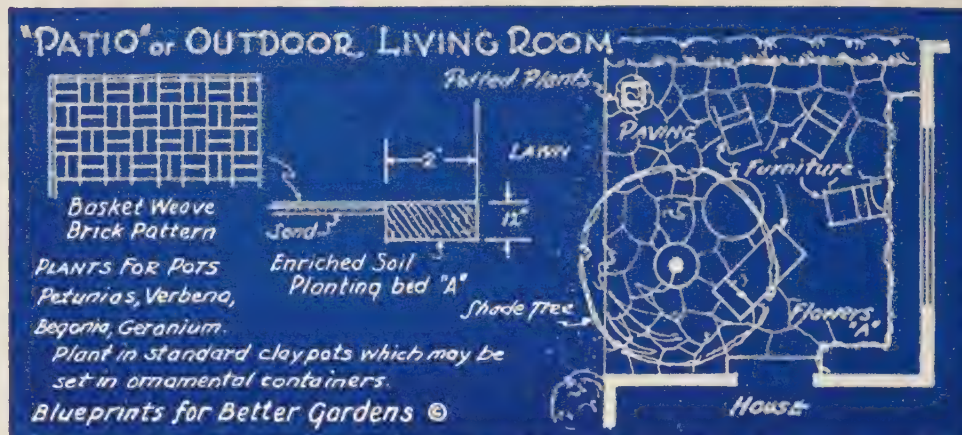 "PATIO" or OUTDOOR LIVING ROOM
Potted Plants
PAVING
Furniture
2'
LAWN
12"
Sand
Basket Weave
Brick Pattern
Enriched Soil
Planting bed "A"
PLANTS FOR POTS
Petunias, Verbena,
Begonia, Geranium.
Plant in standard clay pots which may be
set in ornamental containers.
Shade Tree
Flowers
"A"
HOUSE
Blueprints for Better Gardens ©